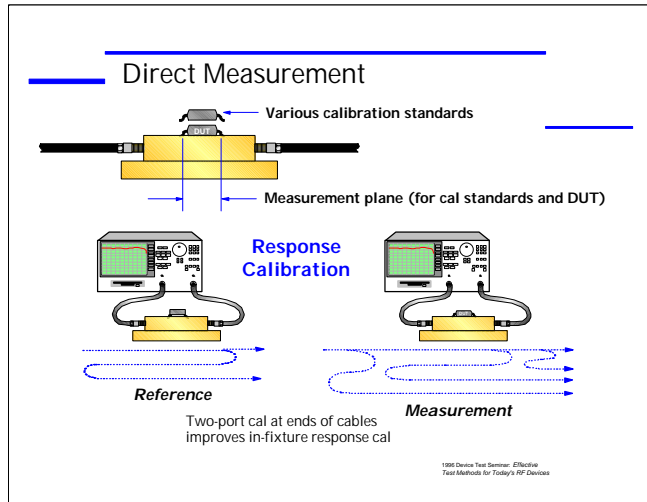 Direct Measurement
Various calibration standards
DUT
Measurement plane (for cal standards and DUT)
Response
Calibration
Reference
Measurement
Two-port cal at ends of cables
improves in-fixture response cal
1996 Device Test Seminar: Effective
Test Methods for Today's RF Devices